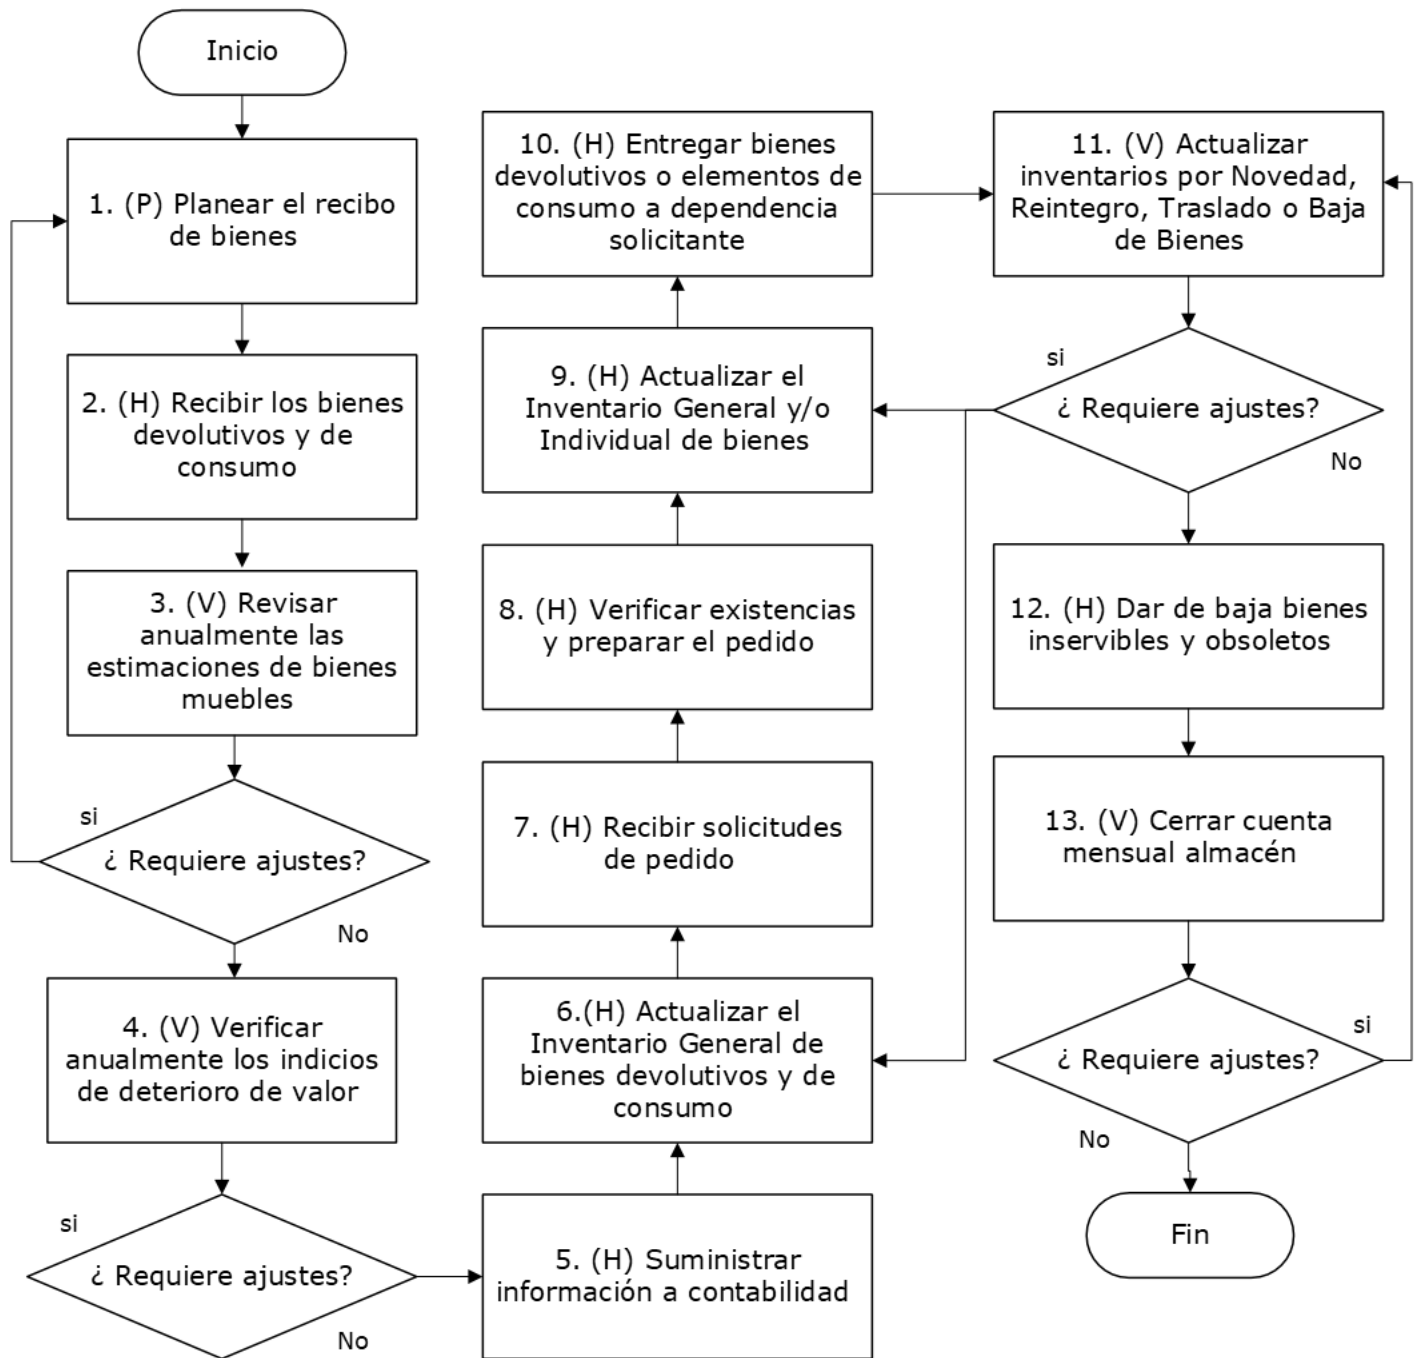 Inicio
1. (P) Planear el recibo
de bienes
2. (H) Recibir los bienes
devolutivos y de
consumo
3. (V) Revisar
anualmente las
estimaciones de bienes
muebles
si
¿ Requiere ajustes?
No
4. (V) Verificar
anualmente los indicios
de deterioro de valor
si
¿ Requiere ajustes?
No
5. (H) Suministrar
información a contabilidad
6.(H) Actualizar el
Inventario General de
bienes devolutivos y de
consumo
7. (H) Recibir solicitudes
de pedido
8. (H) Verificar existencias
y preparar el pedido
9. (H) Actualizar el
Inventario General y/o
Individual de bienes
10. (H) Entregar bienes
devolutivos o elementos de
consumo a dependencia
solicitante
11. (V) Actualizar
inventarios por Novedad,
Reintegro, Traslado o Baja
de Bienes
si
¿ Requiere ajustes?
No
12. (H) Dar de baja bienes
inservibles y obsoletos
13. (V) Cerrar cuenta
mensual almacén
si
¿ Requiere ajustes?
No
Fin